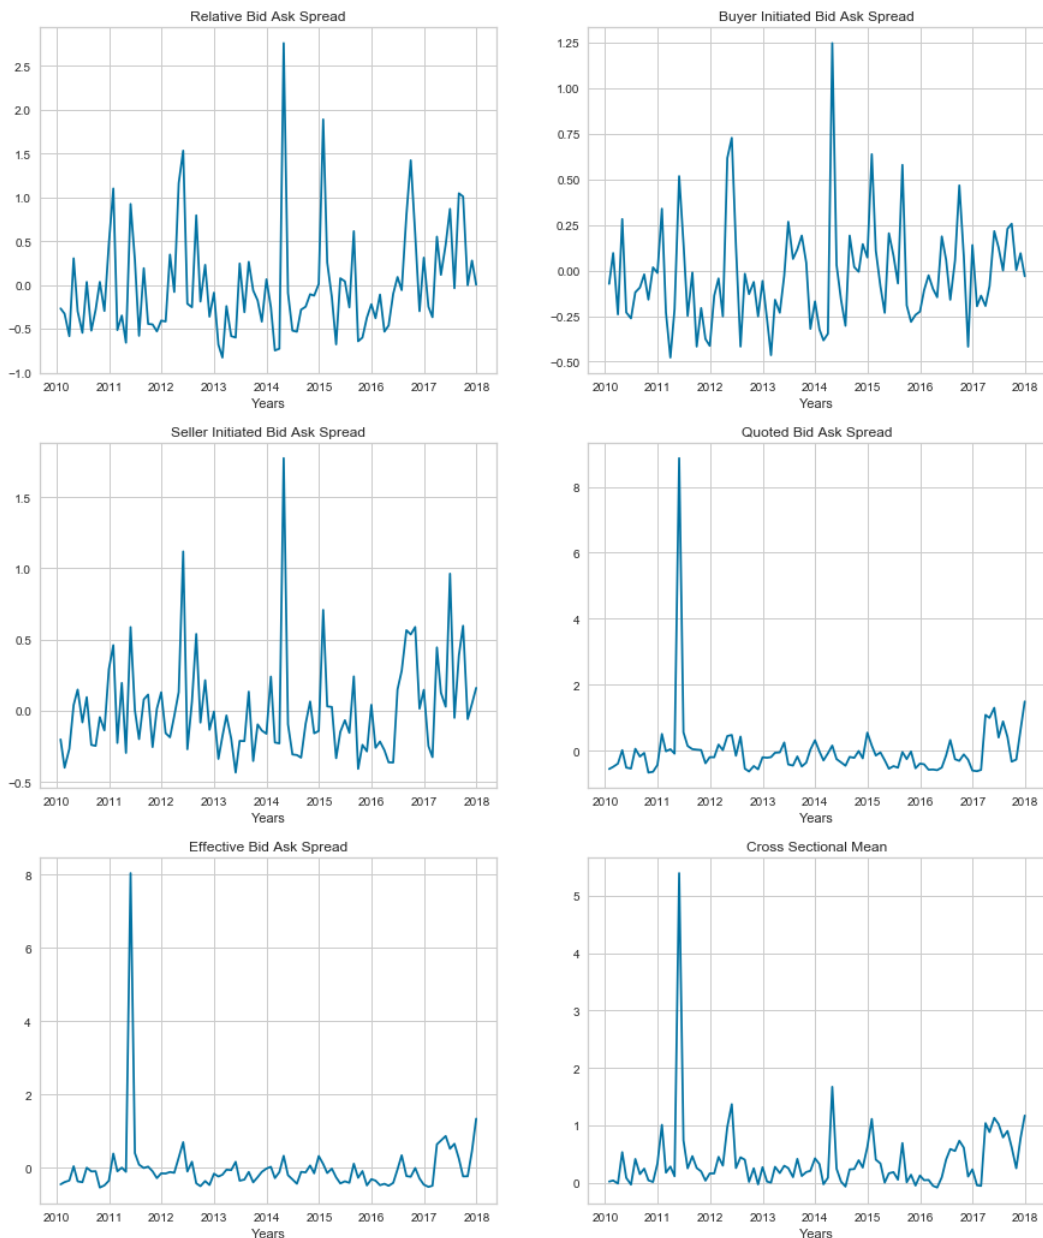 Relative Bid Ask Spread
2.5
2.0
1.5
1.0
0.5
0.0
−0.5
−1.0
2010 2011 2012 2013 2014 2015 2016 2017 2018
Years
Buyer Initiated Bid Ask Spread
1.25
1.00
0.75
0.50
0.25
0.00
−0.25
−0.50
2010 2011 2012 2013 2014 2015 2016 2017 2018
Years
Seller Initiated Bid Ask Spread
1.5
1.0
0.5
0.0
−0.5
2010 2011 2012 2013 2014 2015 2016 2017 2018
Years
Quoted Bid Ask Spread
8
6
4
2
0
2010 2011 2012 2013 2014 2015 2016 2017 2018
Years
Effective Bid Ask Spread
8
6
4
2
0
2010 2011 2012 2013 2014 2015 2016 2017 2018
Years
Cross Sectional Mean
5
4
3
2
1
0
2010 2011 2012 2013 2014 2015 2016 2017 2018
Years